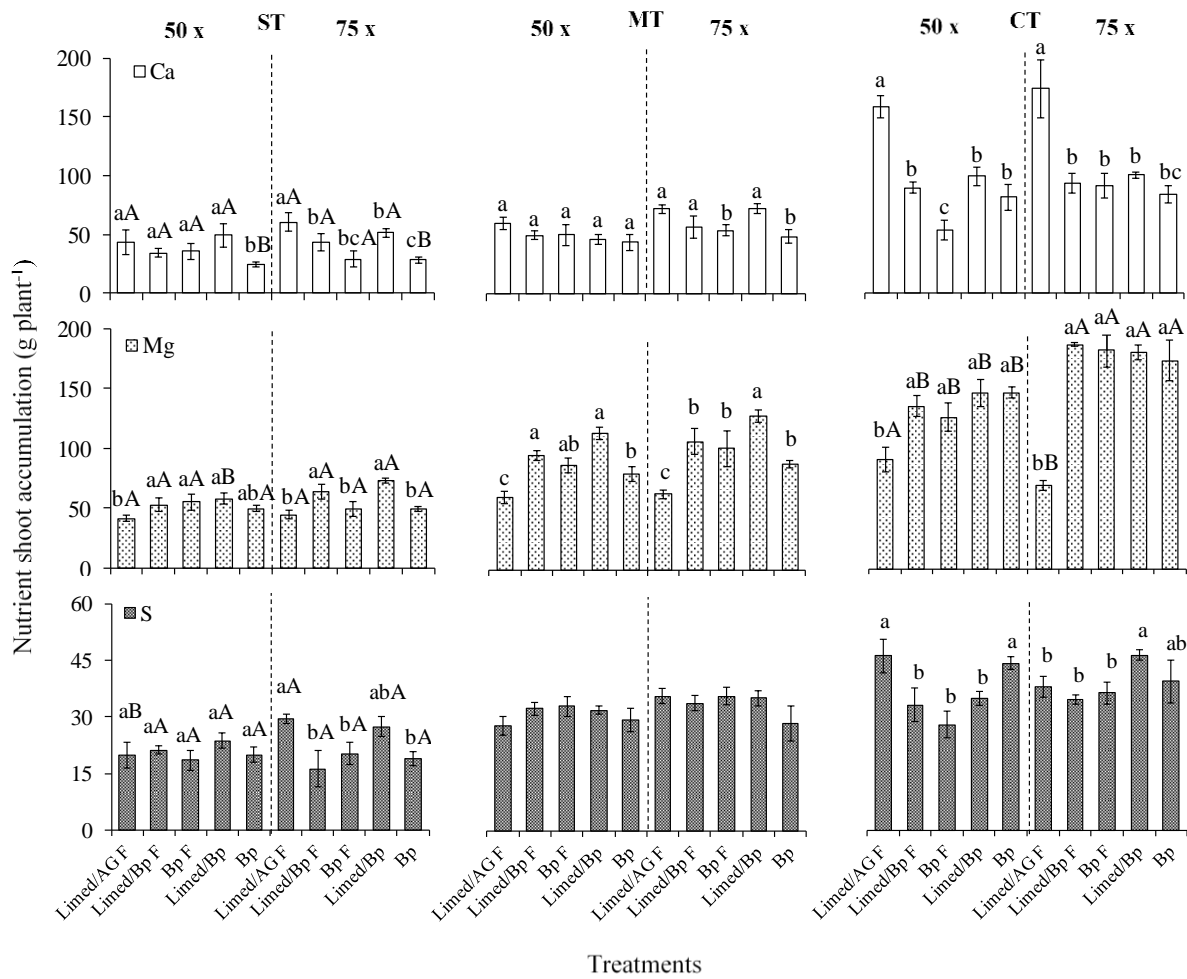 ST MT CT
50 x 75 x 50 x 75 x 50 x 75 x
Nutrient shoot accumulation (g plant⁻¹)
Ca
200
150
100
50
0
aA aA aA aA bB aA bA bcA bA cB
a a a a a a a b a b
a b c b b a b b b bc
Mg
200
150
100
50
0
bA aA aA aB abA bA aA bA aA bA
c a ab a b c b b a b
bA aB aB aB aB bB aA aA aA aA
S
60
45
30
15
0
aB aA aA aA aA aA bA bA abA bA
a b b b a b b b a ab
Limed/AG F Limed/Bp F Bp F Limed/Bp Bp Limed/AG F Limed/Bp F Bp F Limed/Bp Bp
Limed/AG F Limed/Bp F Bp F Limed/Bp Bp Limed/AG F Limed/Bp F Bp F Limed/Bp Bp
Limed/AG F Limed/Bp F Bp F Limed/Bp Bp Limed/AG F Limed/Bp F Bp F Limed/Bp Bp
Treatments